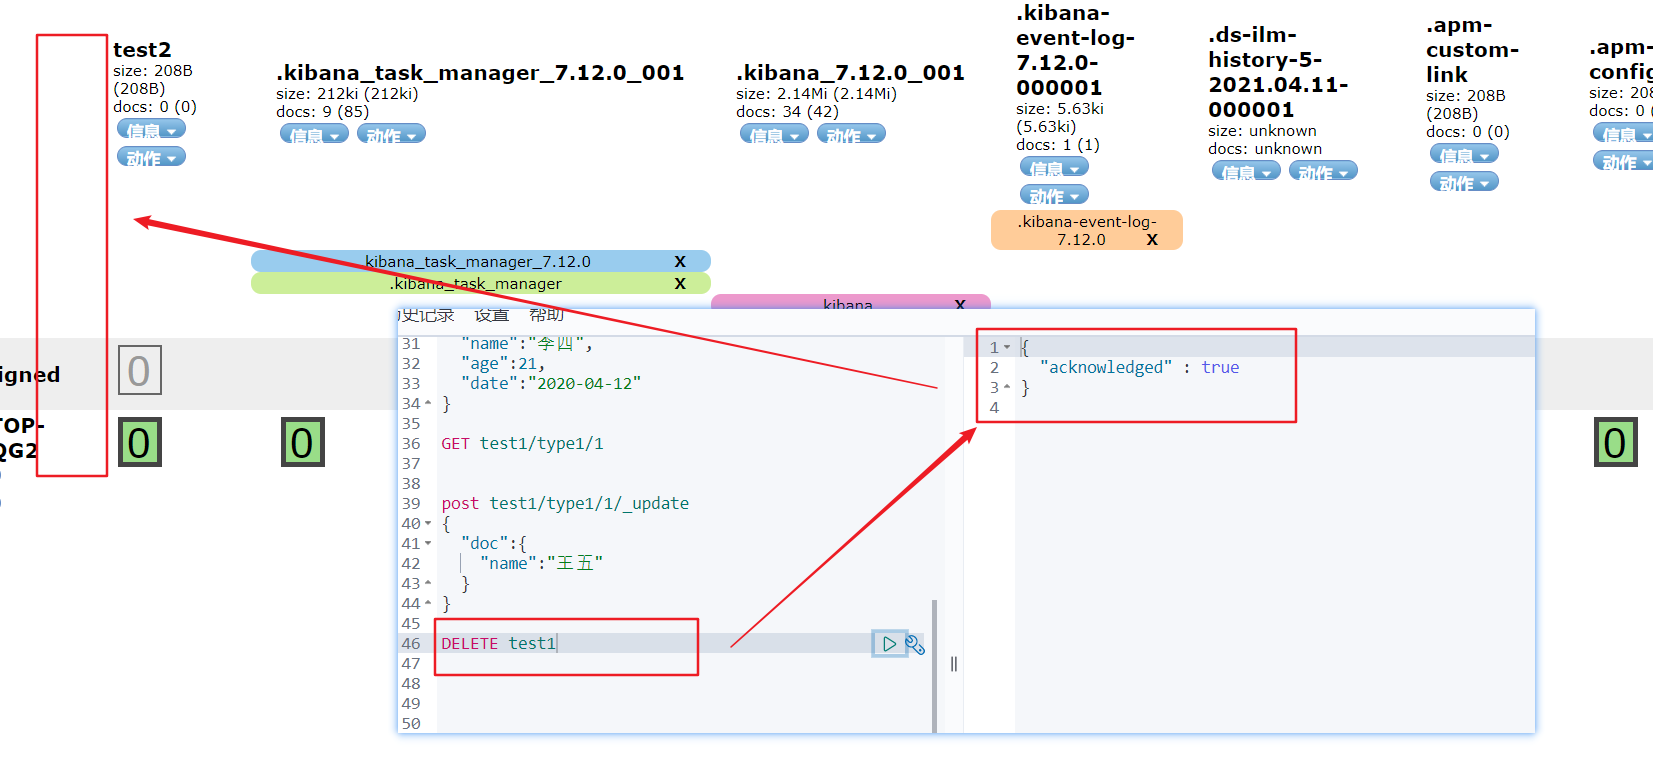 test2
size: 208B
(208B)
docs: 0 (0)
信息
动作
.kibana_task_manager_7.12.0_001
size: 212ki (212ki)
docs: 9 (85)
信息 动作
.kibana_7.12.0_001
size: 2.14Mi (2.14Mi)
docs: 34 (42)
信息 动作
.kibana-
event-log-
7.12.0-
000001
size: 5.63ki
(5.63ki)
docs: 1 (1)
信息
动作
.ds-ilm-
history-5-
2021.04.11-
000001
size: unknown
docs: unknown
信息 动作
.apm-
custom-
link
size: 208B
(208B)
docs: 0 (0)
信息
动作
.apm-
config
size: 208
docs: 0 (
信息
动作
.kibana-event-log-
7.12.0 X
kibana_task_manager_7.12.0 X
.kibana_task_manager X
kibana X
igned
0
TOP-
QG2
0
0
0
历史记录 设置 帮助
31 "name":"李四",
32 "age":21,
33 "date":"2020-04-12"
34 }
35
36 GET test1/type1/1
37
38
39 post test1/type1/1/_update
40 {
41 "doc":{
42 "name":"王五"
43 }
44 }
45
46 DELETE test1
47
48
49
50
1 {
2 "acknowledged" : true
3 }
4